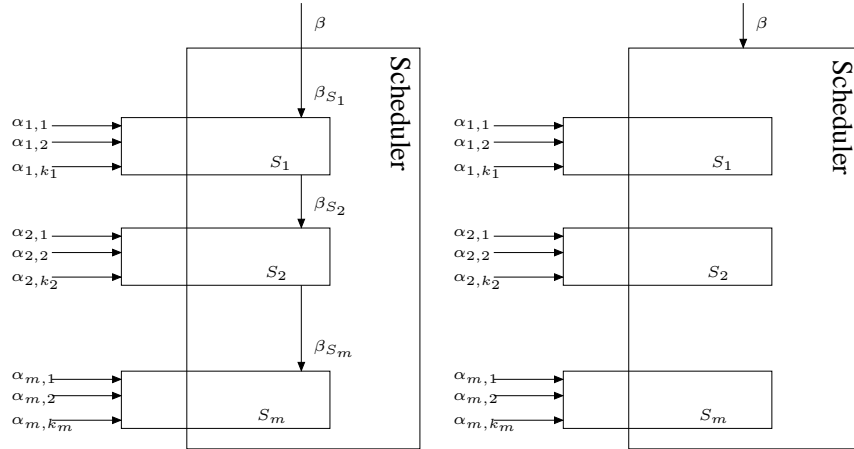 β
Scheduler
β_{S_1}
α_{1,1}
α_{1,2}
α_{1,k_1}
S_1
β_{S_2}
α_{2,1}
α_{2,2}
α_{2,k_2}
S_2
β_{S_m}
α_{m,1}
α_{m,2}
α_{m,k_m}
S_m
β
Scheduler
α_{1,1}
α_{1,2}
α_{1,k_1}
S_1
α_{2,1}
α_{2,2}
α_{2,k_2}
S_2
α_{m,1}
α_{m,2}
α_{m,k_m}
S_m